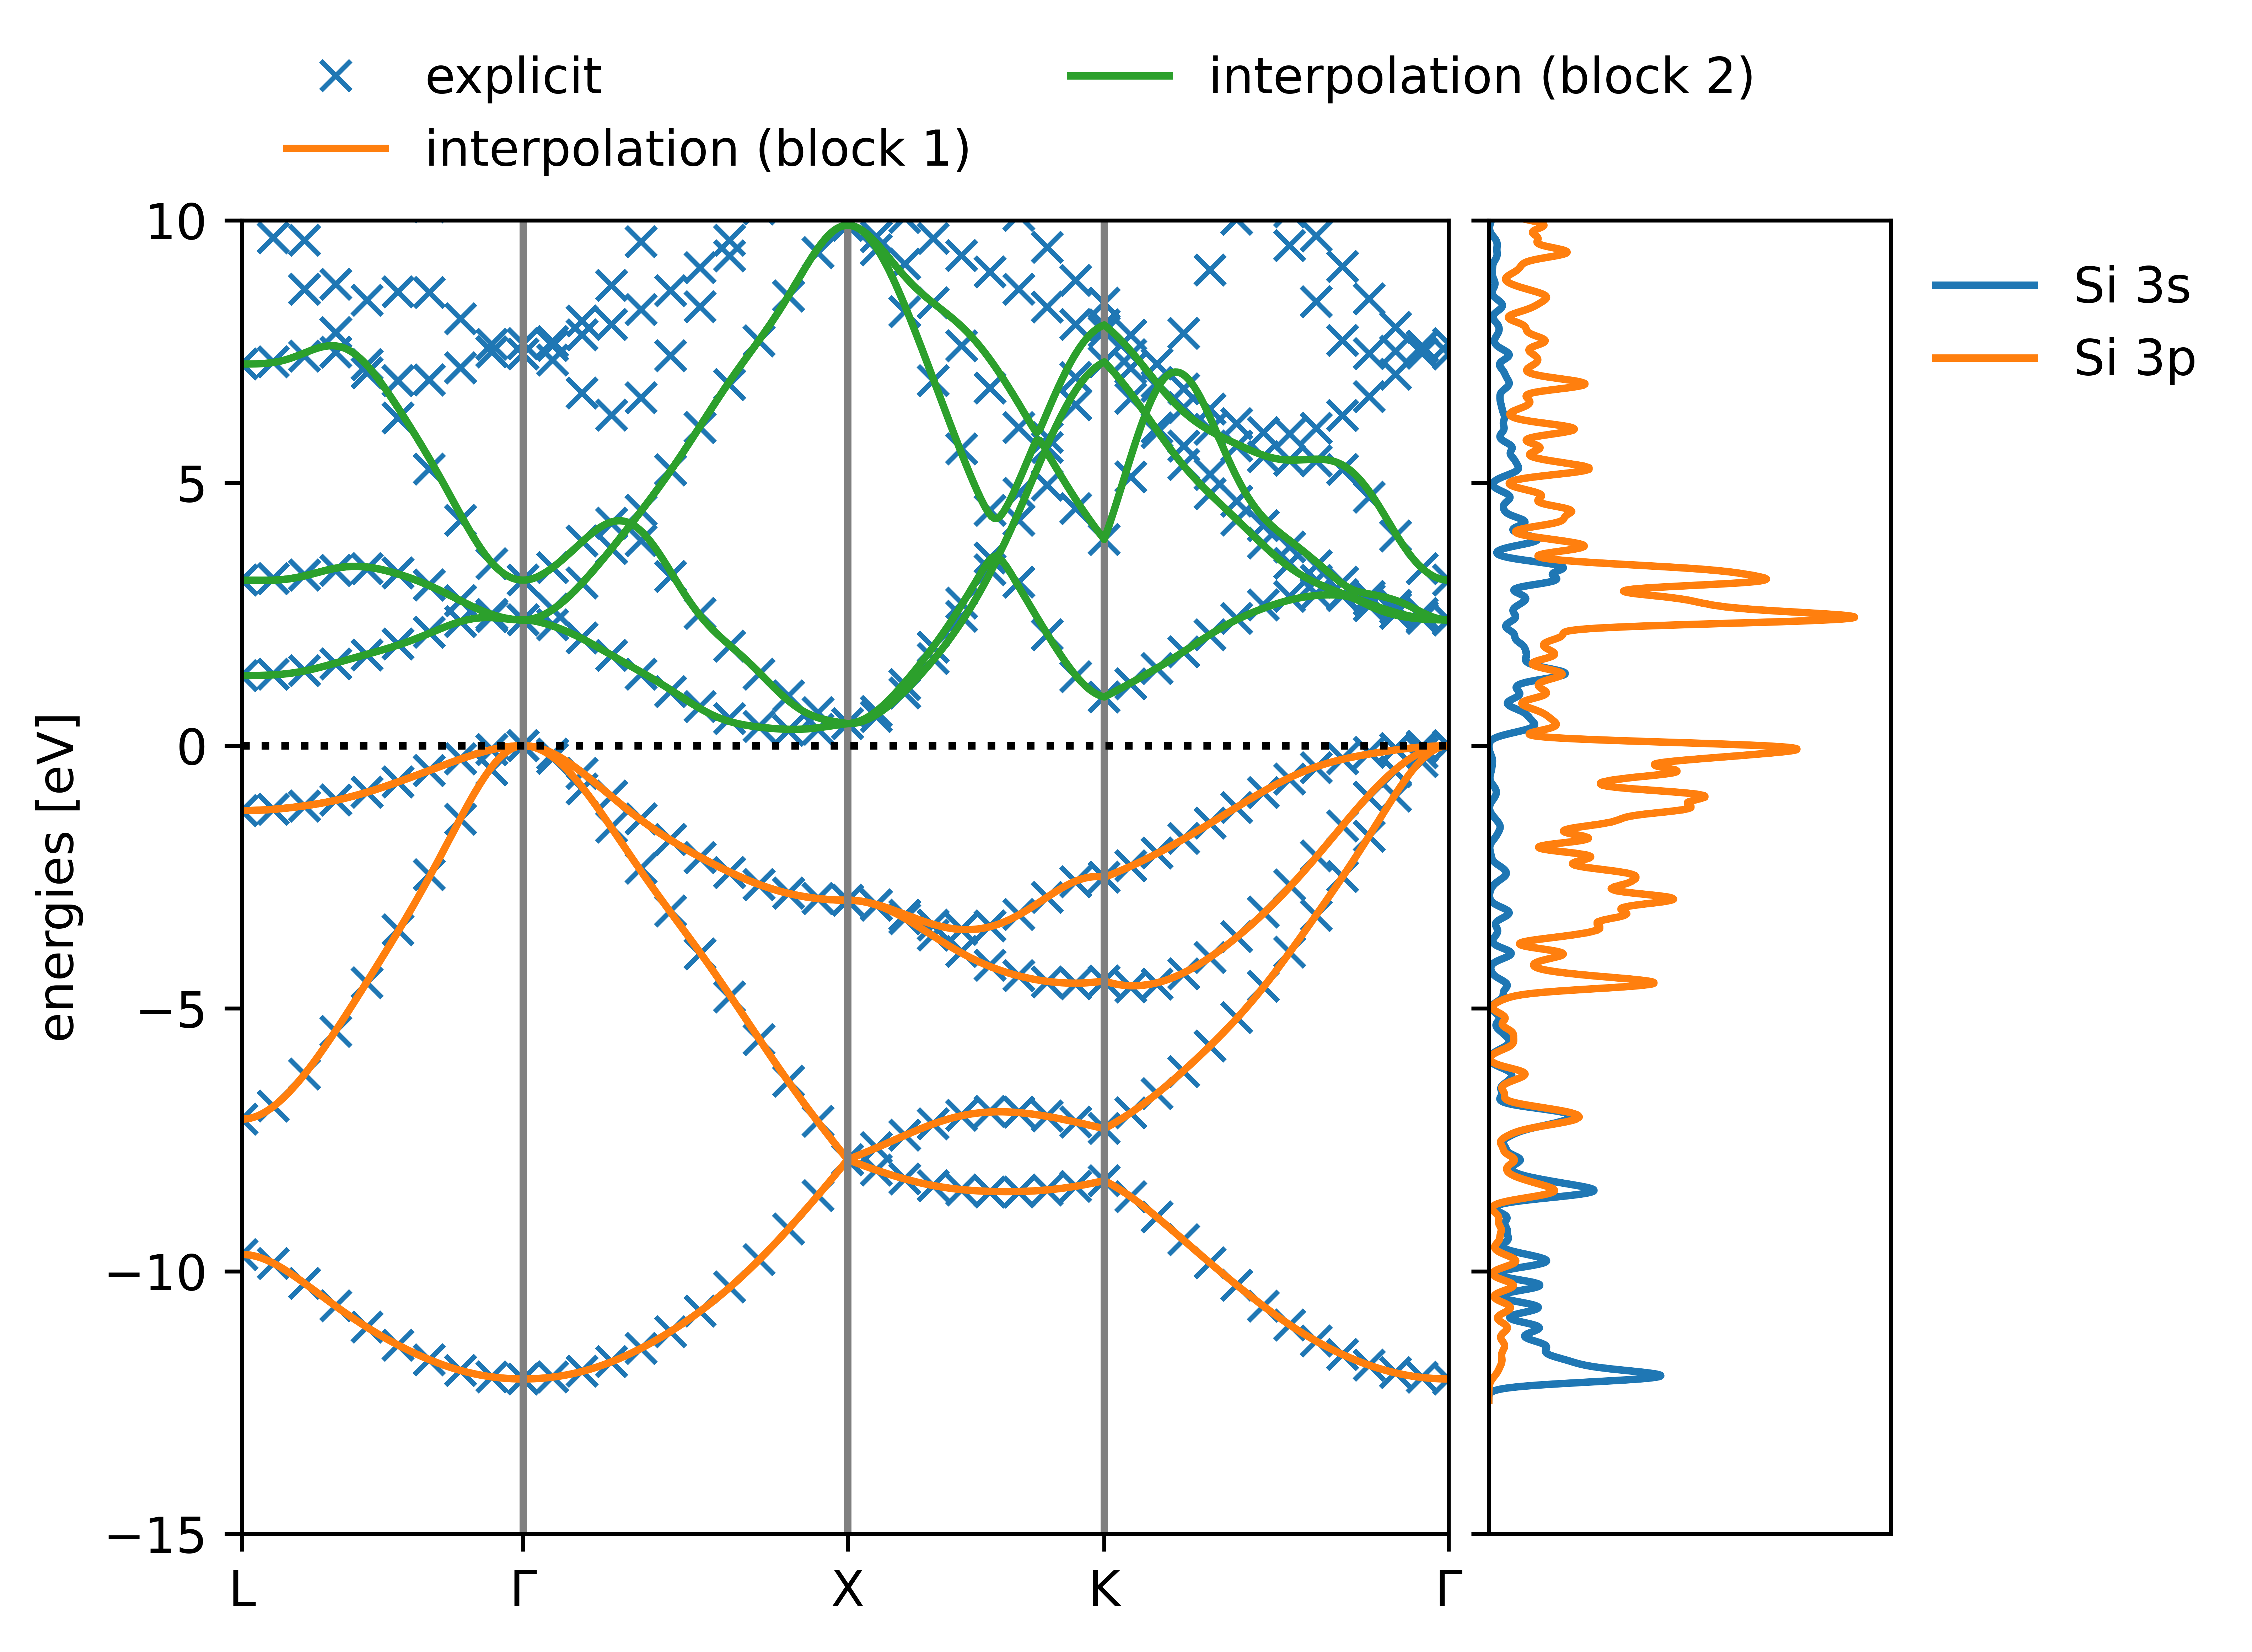 explicit
interpolation (block 1)
interpolation (block 2)
10
5
0
−5
−10
−15
energies [eV]
L
Γ
X
K
Γ
Si 3s
Si 3p